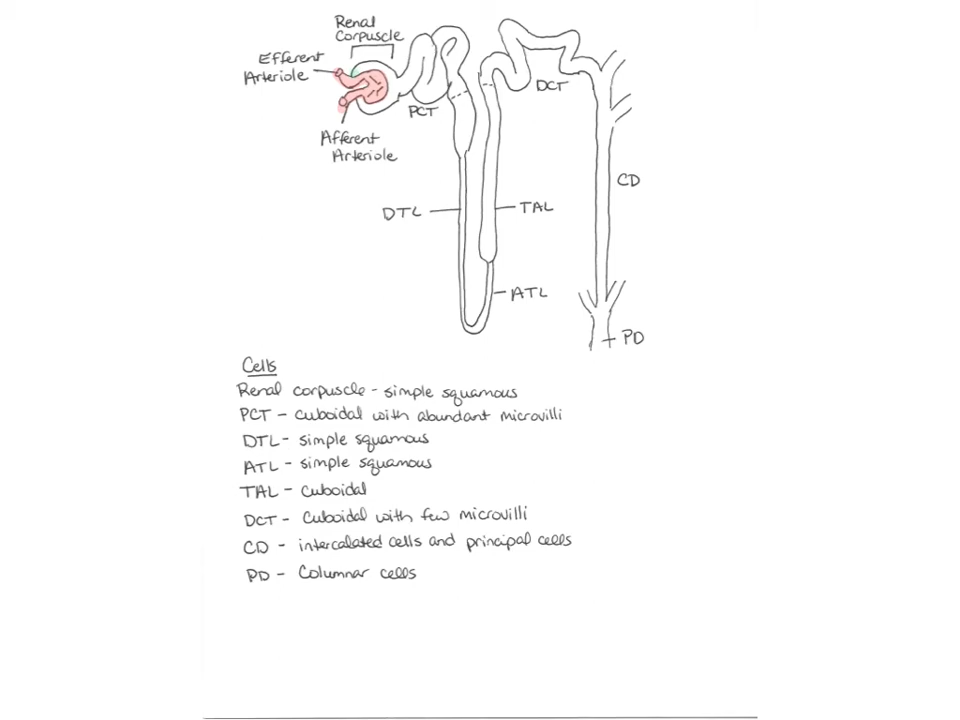 Renal
Corpuscle
Efferent
Arteriole
Afferent
Arteriole
PCT
DCT
CD
DTL
TAL
ATL
PD
Cells
Renal corpuscle - simple squamous
PCT - cuboidal with abundant microvilli
DTL - simple squamous
ATL - simple squamous
TAL - cuboidal
DCT - cuboidal with few microvilli
CD - intercalated cells and principal cells
PD - Columnar cells